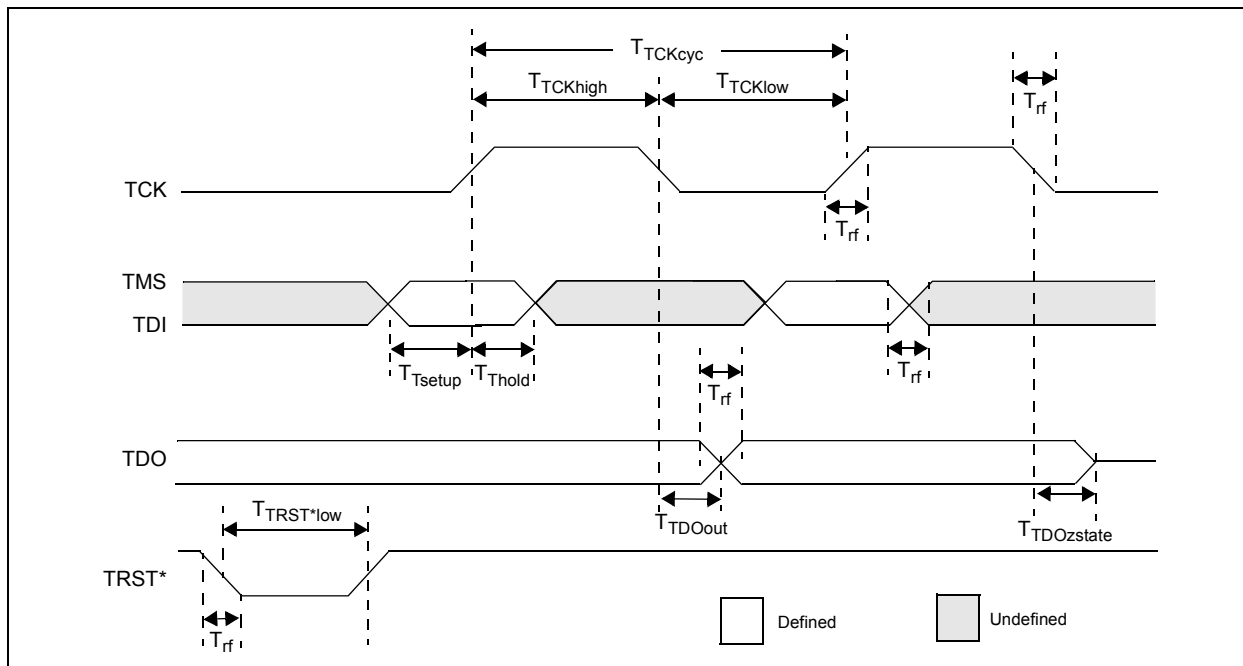 TTCKcyc
TTCKhigh
TTCKlow
Trf
TCK
Trf
TMS
TDI
TTsetup
TThold
Trf
Trf
TDO
TTRST*low
TTDOout
TTDOzstate
TRST*
Trf
Defined
Undefined